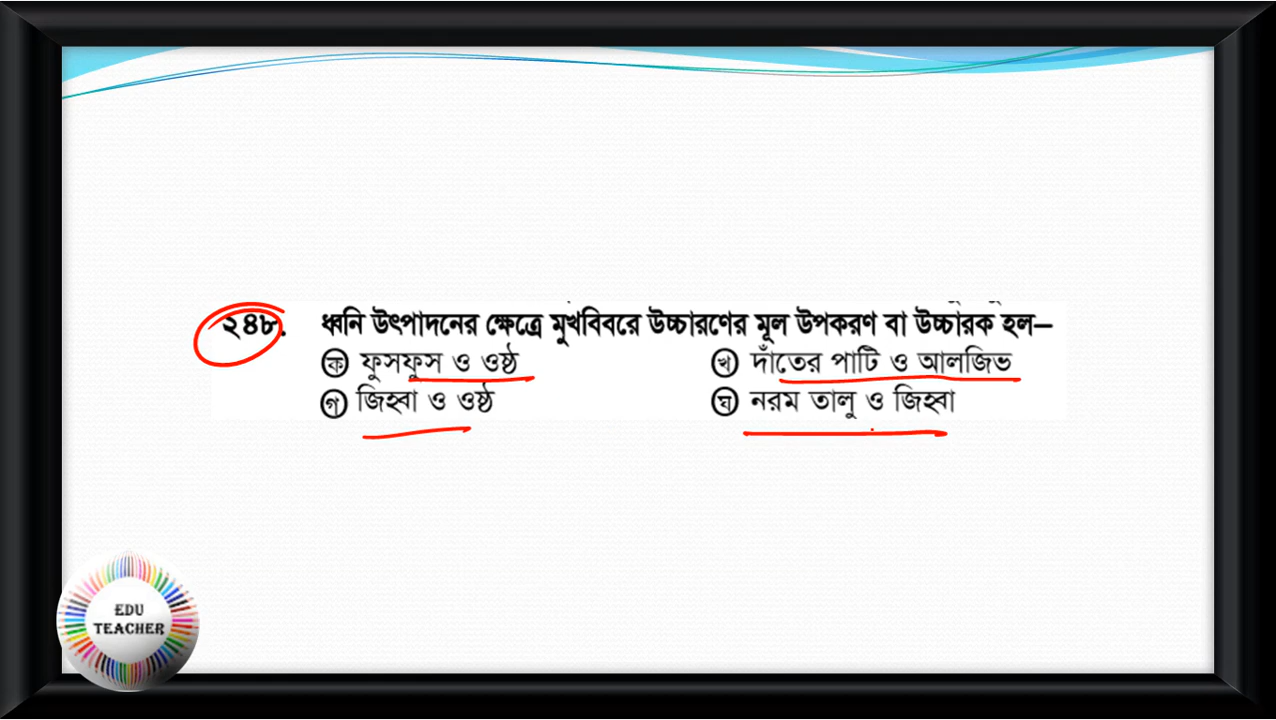 ২৪৮. ধ্বনি উৎপাদনের ক্ষেত্রে মুখবিবরে উচ্চারণের মূল উপকরণ বা উচ্চারক হল–
ক ফুসফুস ও ওষ্ঠ খ দাঁতের পাটি ও আলজিভ
গ জিহ্বা ও ওষ্ঠ ঘ নরম তালু ও জিহ্বা
EDU
TEACHER